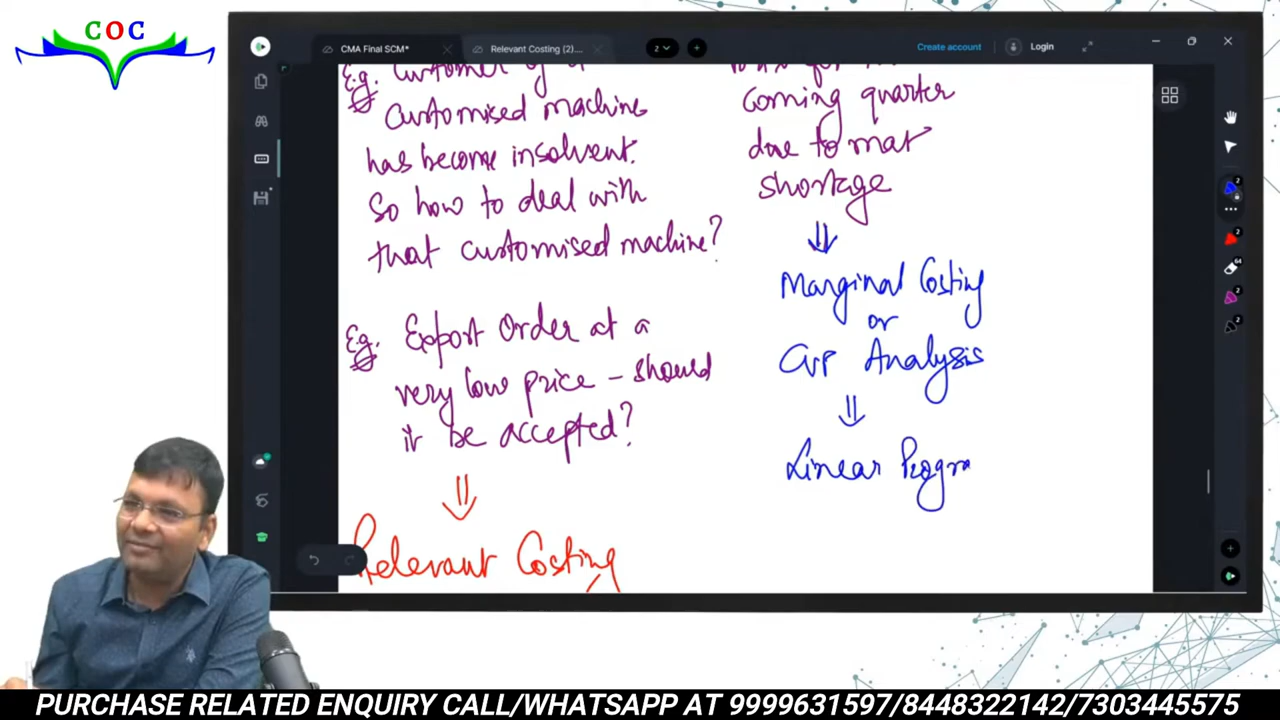 COC
CMA Final SCM*
Relevant Costing (2)....
2
Create account
Login
E.g. Customer of a
customised machine
has become insolvent.
So how to deal with
that customised machine?
E.g. Export Order at a
very low price – should
it be accepted?
⇓
Relevant Costing
coming quarter
due to mat
shortage
⇓
Marginal Costing
or
CVP Analysis
⇓
Linear Progra
PURCHASE RELATED ENQUIRY CALL/WHATSAPP AT 9999631597/8448322142/7303445575